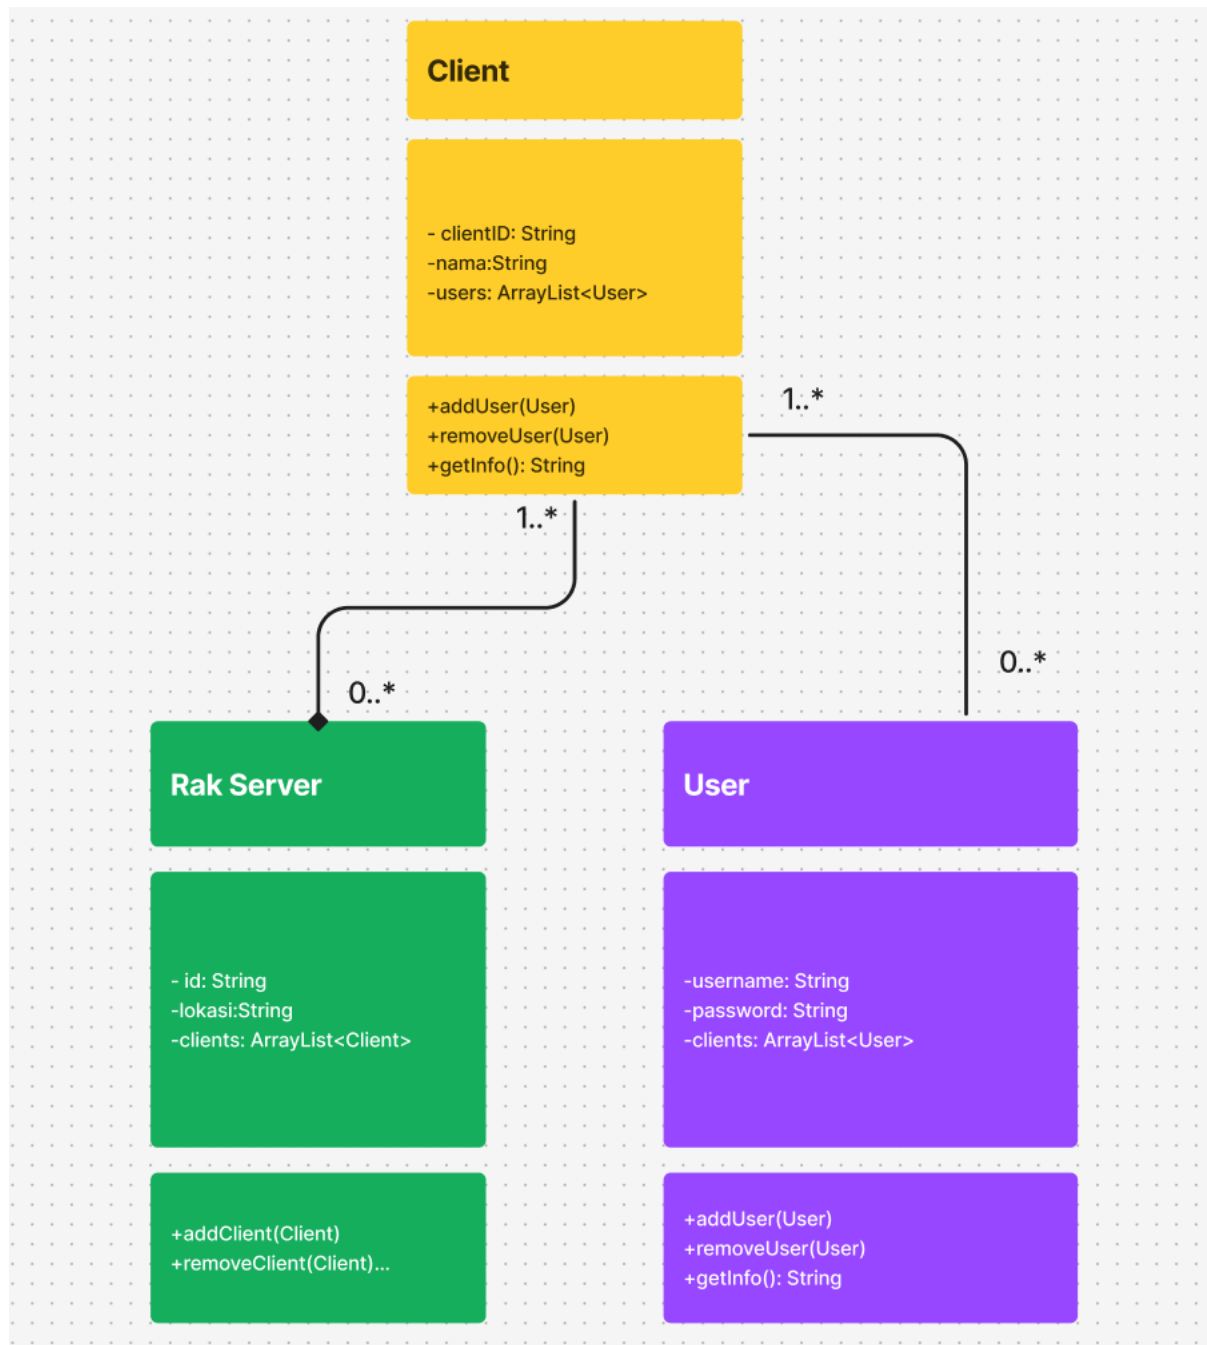 Client
- clientID: String
-nama:String
-users: ArrayList<User>
+addUser(User)
+removeUser(User)
+getInfo(): String
1..*
1..*
0..*
0..*
Rak Server
- id: String
-lokasi:String
-clients: ArrayList<Client>
+addClient(Client)
+removeClient(Client)...
User
-username: String
-password: String
-clients: ArrayList<User>
+addUser(User)
+removeUser(User)
+getInfo(): String